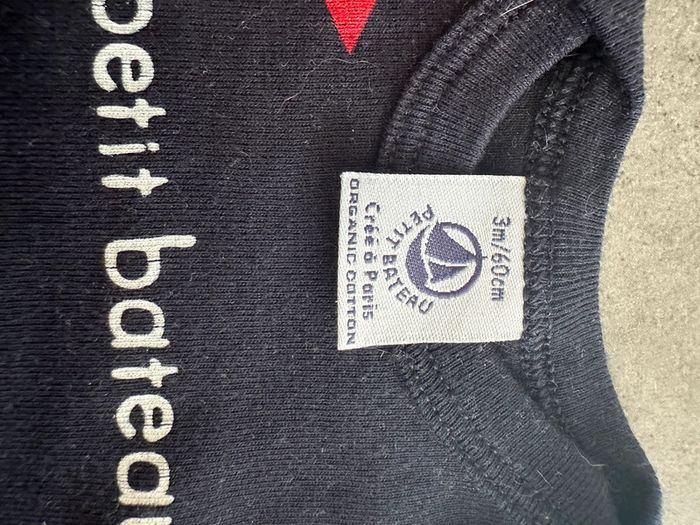 3m/60cm
PETIT BATEAU
Créé à Paris
ORGANIC COTTON
petit bateau